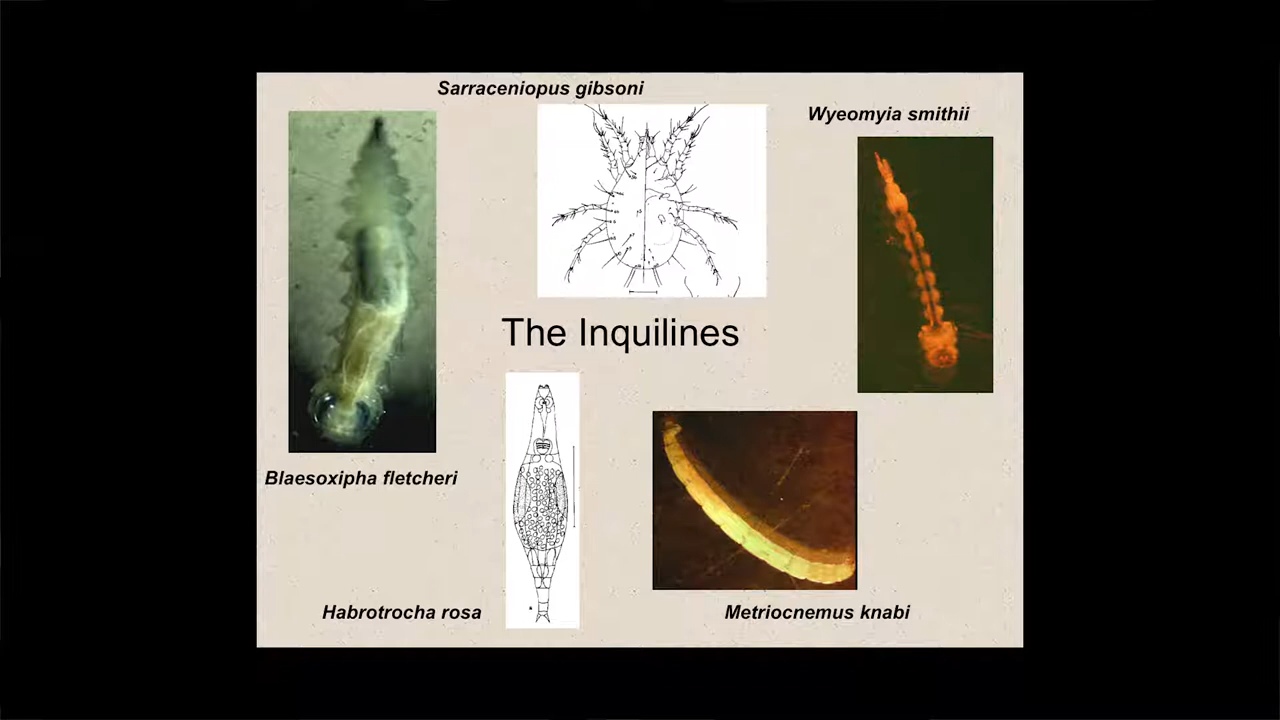 Sarraceniopus gibsoni
Wyeomyia smithii
The Inquilines
Blaesoxipha fletcheri
Habrotrocha rosa
Metriocnemus knabi